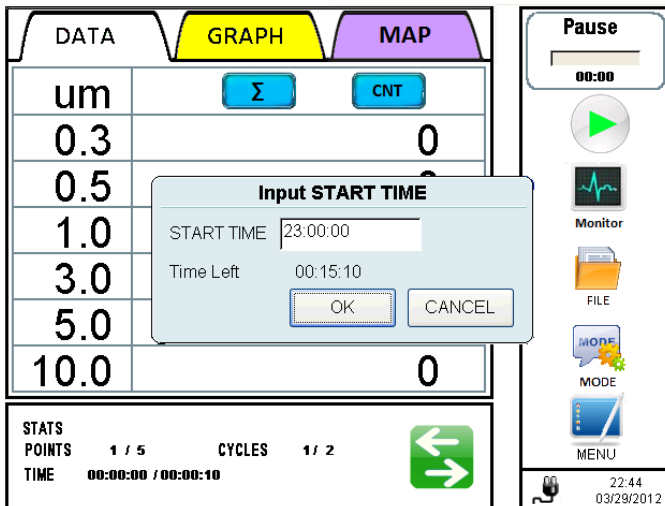 DATA GRAPH MAP
um Σ CNT
0.3 0
0.5
1.0
3.0
5.0
10.0 0
Input START TIME
START TIME 23:00:00
Time Left 00:15:10
OK CANCEL
STATS
POINTS 1 / 5 CYCLES 1/ 2
TIME 00:00:00 / 00:00:10
Pause
00:00
Monitor
FILE
MODE
MODE
MENU
22:44
03/29/2012